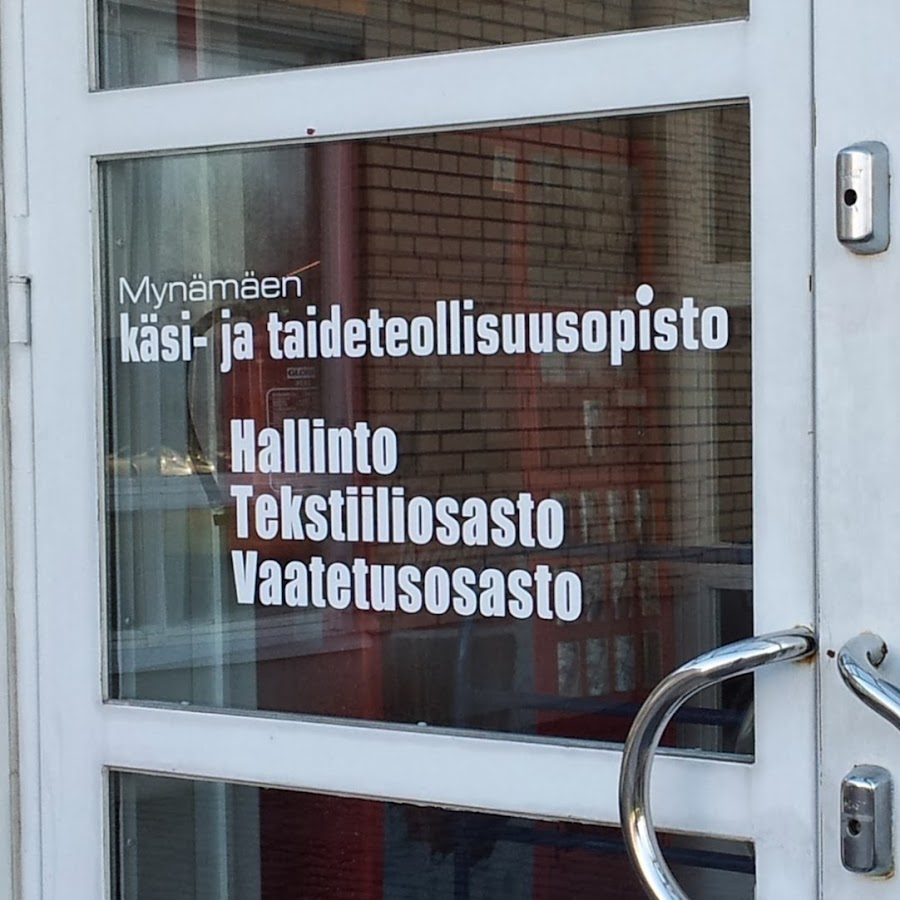 Mynämäen
käsi- ja taideteollisuusopisto
Hallinto
Tekstiiliosasto
Vaatetusosasto